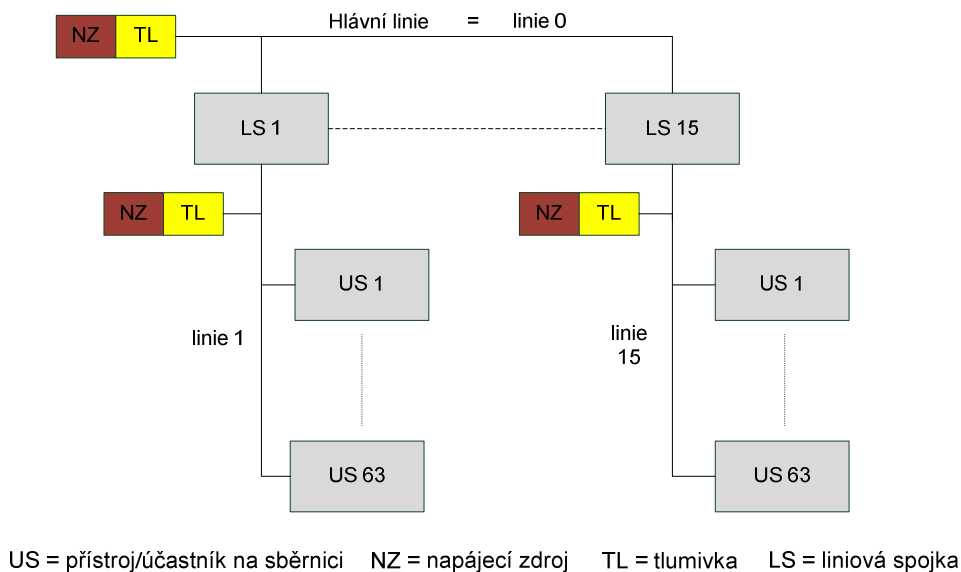 NZ TL Hlávní linie = linie 0
LS 1 LS 15
NZ TL NZ TL
US 1 US 1
linie 1 linie
15
US 63 US 63
US = přístroj/účastník na sběrnici NZ = napájecí zdroj TL = tlumivka LS = liniová spojka